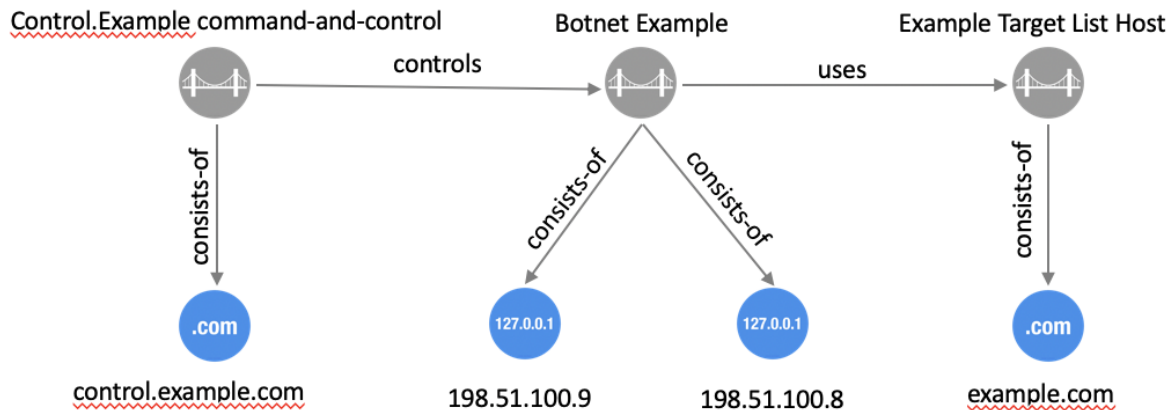 Control.Example command-and-control
Botnet Example
Example Target List Host
controls
uses
consists-of
consists-of
consists-of
consists-of
.com
127.0.0.1
127.0.0.1
.com
control.example.com
198.51.100.9
198.51.100.8
example.com